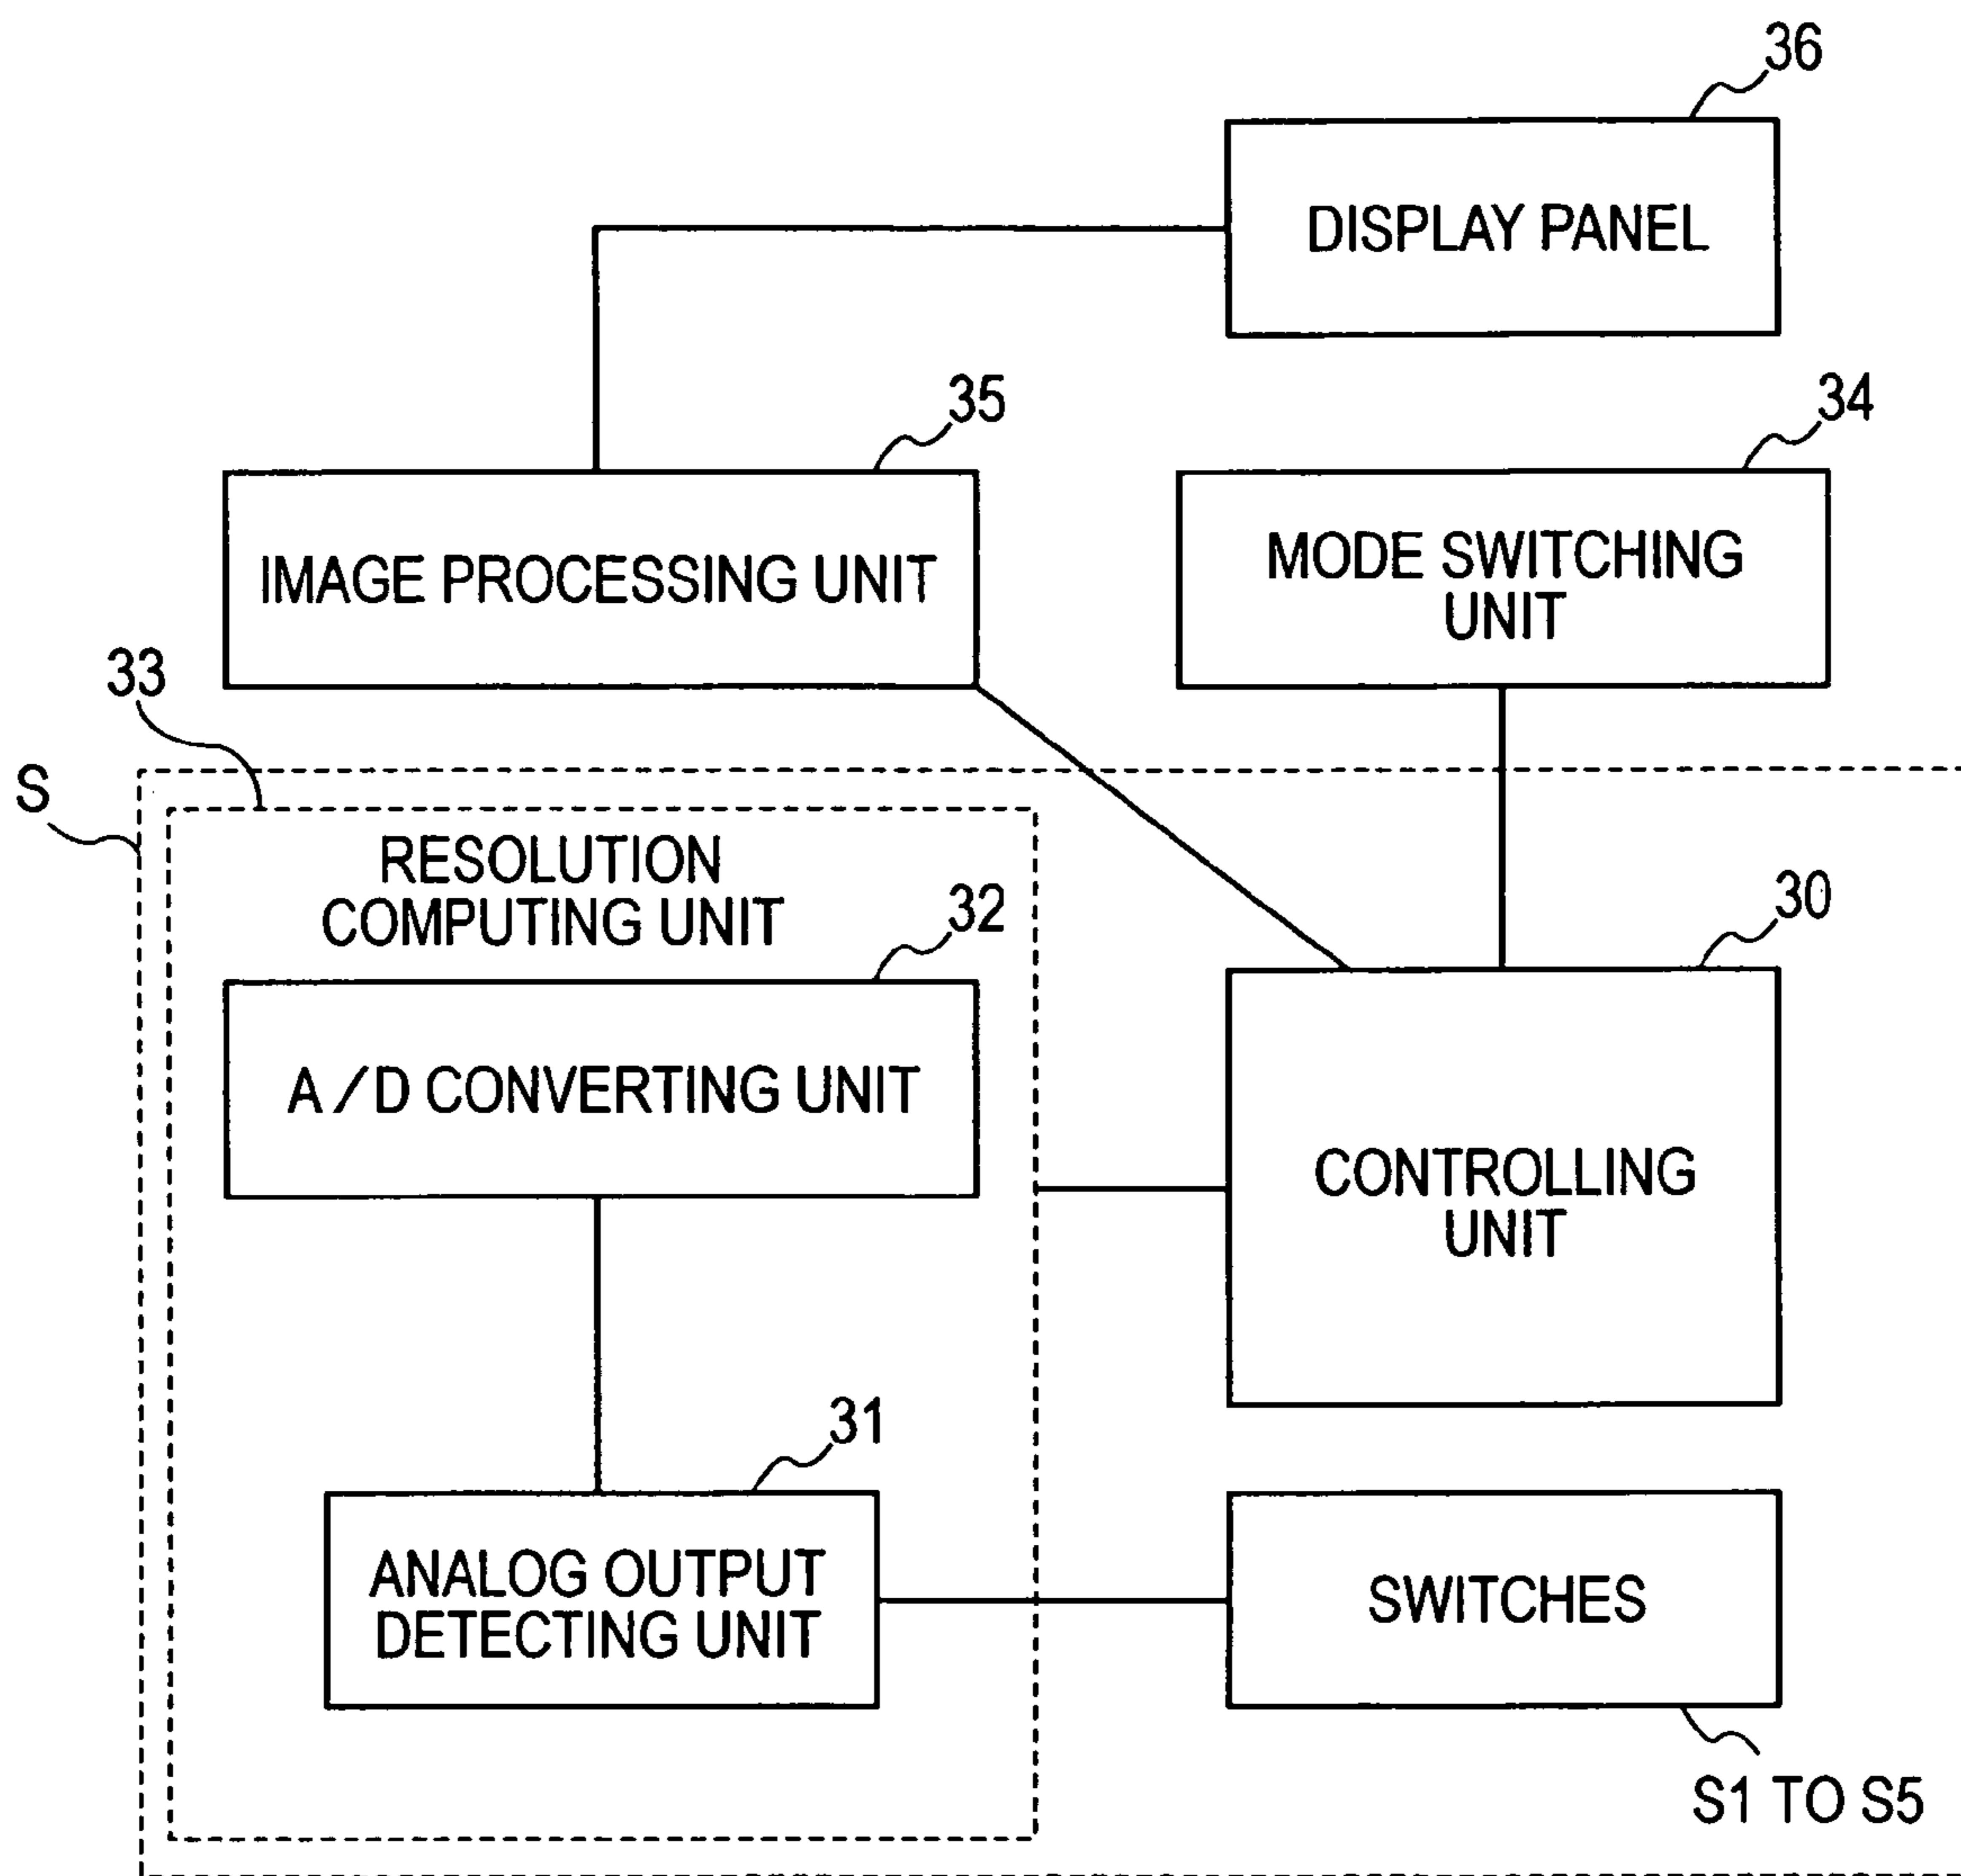 36
DISPLAY PANEL
35
34
IMAGE PROCESSING UNIT
MODE SWITCHING
UNIT
33
S
RESOLUTION
COMPUTING UNIT
32
30
A/D CONVERTING UNIT
CONTROLLING
UNIT
31
ANALOG OUTPUT
DETECTING UNIT
SWITCHES
S1 TO S5